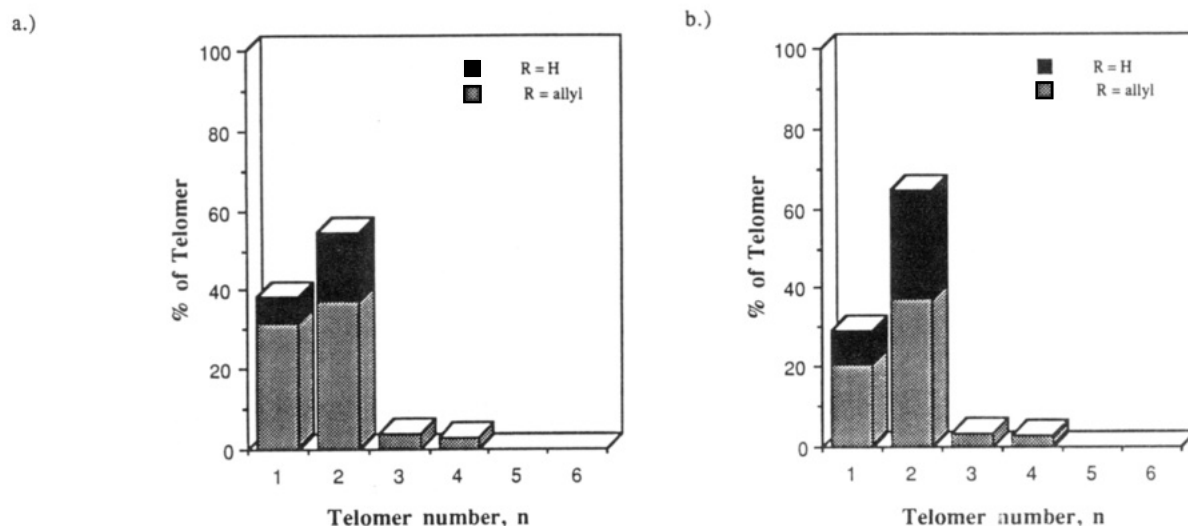 a.)
100
80
60
40
20
0
% of Telomer
R = H
R = allyl
1 2 3 4 5 6
Telomer number, n
b.)
100
80
60
40
20
0
% of Telomer
R = H
R = allyl
1 2 3 4 5 6
Telomer number, n